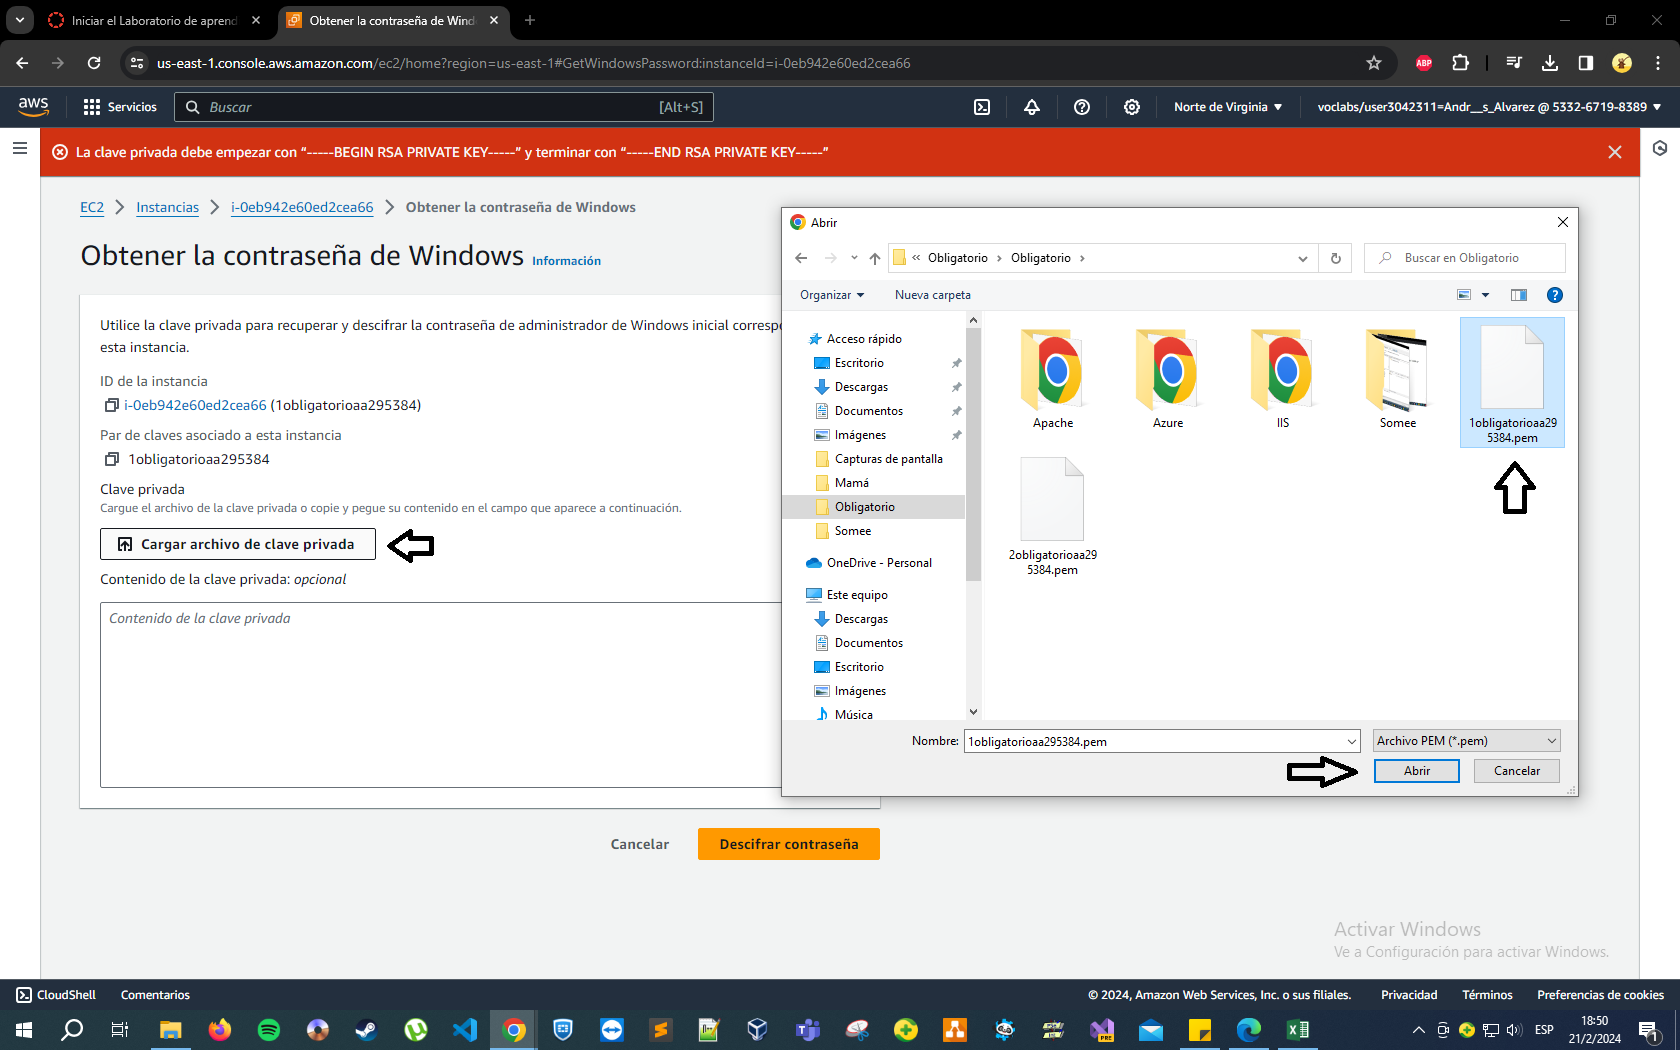 Iniciar el Laboratorio de aprend
Obtener la contraseña de Wind
us-east-1.console.aws.amazon.com/ec2/home?region=us-east-1#GetWindowsPassword:instanceId=i-0eb942e60ed2cea66
ABP
aws
Servicios
Buscar
[Alt+S]
Norte de Virginia
voclabs/user3042311=Andr__s_Alvarez @ 5332-6719-8389
La clave privada debe empezar con “-----BEGIN RSA PRIVATE KEY-----” y terminar con “-----END RSA PRIVATE KEY-----”
EC2
Instancias
i-0eb942e60ed2cea66
Obtener la contraseña de Windows
Obtener la contraseña de Windows
Información
Utilice la clave privada para recuperar y descifrar la contraseña de administrador de Windows inicial corresp
esta instancia.
ID de la instancia
i-0eb942e60ed2cea66 (1obligatorioaa295384)
Par de claves asociado a esta instancia
1obligatorioaa295384
Clave privada
Cargue el archivo de la clave privada o copie y pegue su contenido en el campo que aparece a continuación.
Cargar archivo de clave privada
Contenido de la clave privada: opcional
Contenido de la clave privada
Cancelar
Descifrar contraseña
Abrir
« Obligatorio › Obligatorio ›
Buscar en Obligatorio
Organizar
Nueva carpeta
Acceso rápido
Escritorio
Descargas
Documentos
Imágenes
Capturas de pantalla
Mamá
Obligatorio
Somee
OneDrive - Personal
Este equipo
Descargas
Documentos
Escritorio
Imágenes
Música
Apache
Azure
IIS
Somee
1obligatorioaa29
5384.pem
2obligatorioaa29
5384.pem
Nombre:
1obligatorioaa295384.pem
Archivo PEM (*.pem)
Abrir
Cancelar
Activar Windows
Ve a Configuración para activar Windows.
CloudShell
Comentarios
© 2024, Amazon Web Services, Inc. o sus filiales.
Privacidad
Términos
Preferencias de cookies
PRE
ESP
18:50
21/2/2024
1